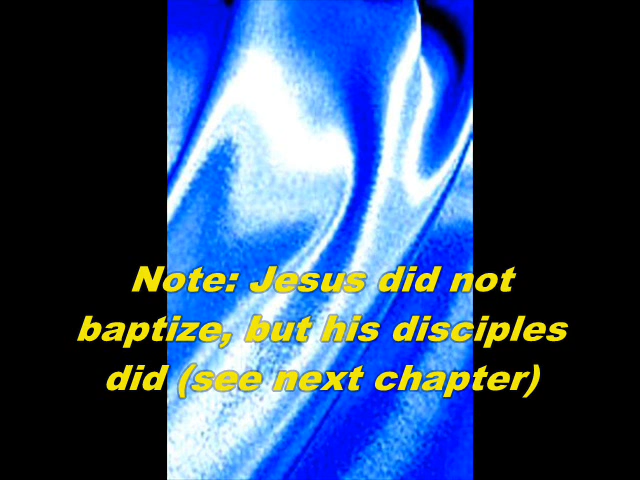 Note: Jesus did not
baptize, but his disciples
did (see next chapter)